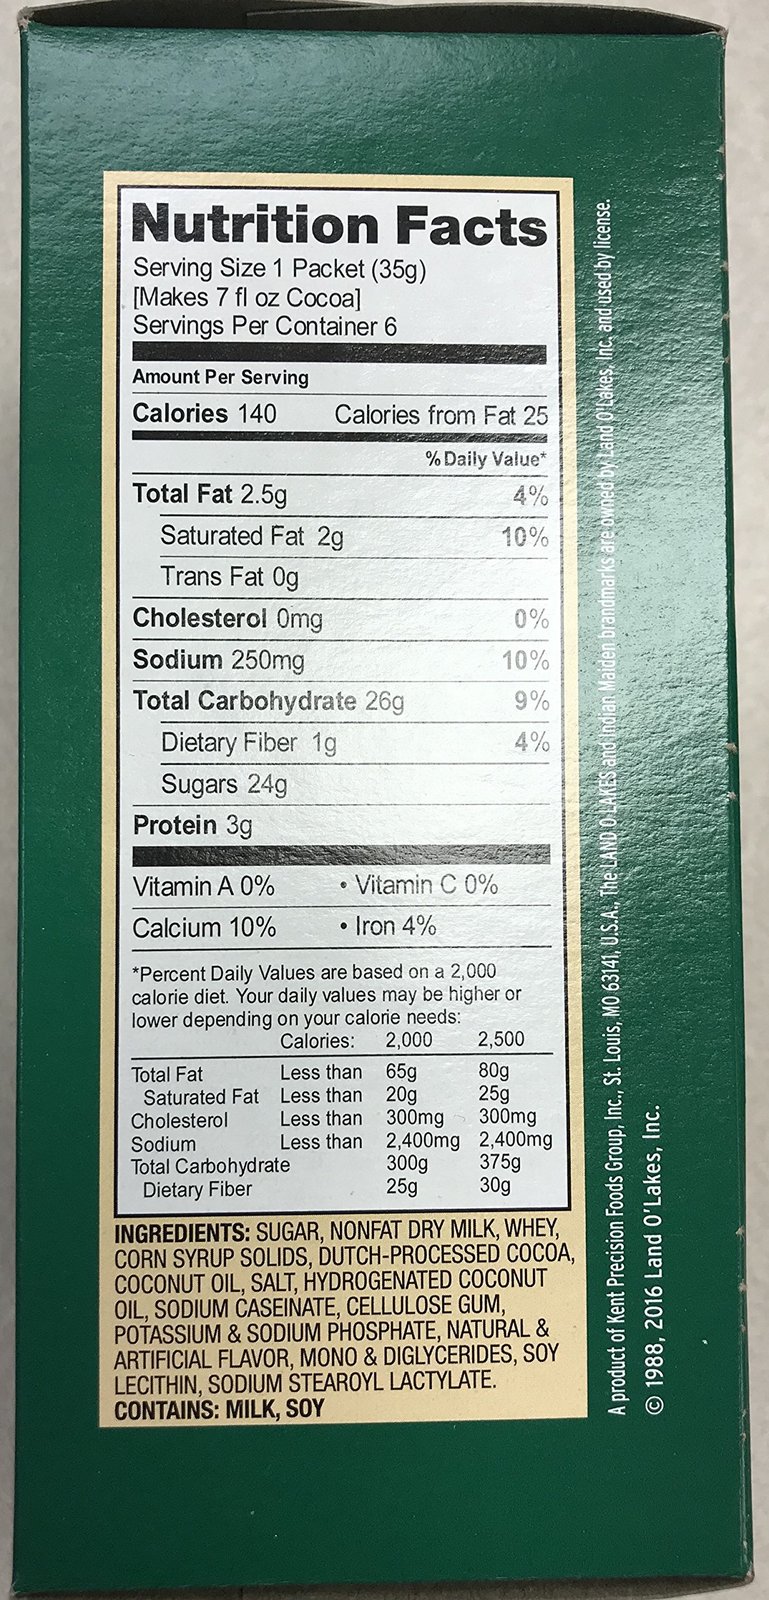 Nutrition Facts
Serving Size 1 Packet (35g)
[Makes 7 fl oz Cocoa]
Servings Per Container 6
Amount Per Serving
Calories 140 Calories from Fat 25
% Daily Value*
Total Fat 2.5g 4%
Saturated Fat 2g 10%
Trans Fat 0g
Cholesterol 0mg 0%
Sodium 250mg 10%
Total Carbohydrate 26g 9%
Dietary Fiber 1g 4%
Sugars 24g
Protein 3g
Vitamin A 0% • Vitamin C 0%
Calcium 10% • Iron 4%
*Percent Daily Values are based on a 2,000
calorie diet. Your daily values may be higher or
lower depending on your calorie needs:
Calories: 2,000 2,500
Total Fat Less than 65g 80g
Saturated Fat Less than 20g 25g
Cholesterol Less than 300mg 300mg
Sodium Less than 2,400mg 2,400mg
Total Carbohydrate 300g 375g
Dietary Fiber 25g 30g
INGREDIENTS: SUGAR, NONFAT DRY MILK, WHEY,
CORN SYRUP SOLIDS, DUTCH-PROCESSED COCOA,
COCONUT OIL, SALT, HYDROGENATED COCONUT
OIL, SODIUM CASEINATE, CELLULOSE GUM,
POTASSIUM & SODIUM PHOSPHATE, NATURAL &
ARTIFICIAL FLAVOR, MONO & DIGLYCERIDES, SOY
LECITHIN, SODIUM STEAROYL LACTYLATE.
CONTAINS: MILK, SOY
A product of Kent Precision Foods Group, Inc., St. Louis, MO 63141, U.S.A., The LAND O LAKES and Indian Maiden brandmarks are owned by Land O'Lakes, Inc. and used by license.
© 1988, 2016 Land O'Lakes, Inc.